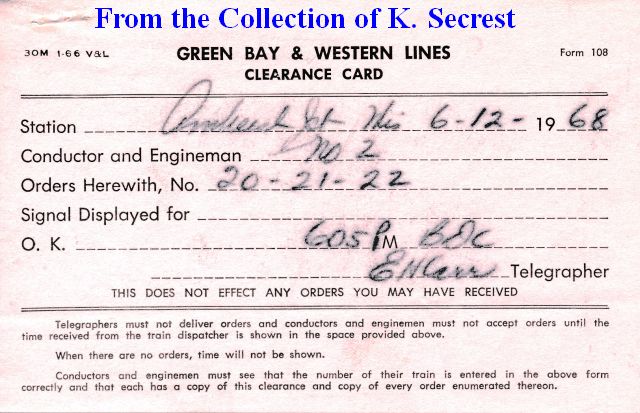 From the Collection of K. Secrest
30M 1-66 V&L GREEN BAY & WESTERN LINES Form 108
CLEARANCE CARD
Station Amherst Jct Wis 6-12- 1968
Conductor and Engineman No 2
Orders Herewith, No. 20-21-22
Signal Displayed for
O. K. 605 PM
Telegrapher
THIS DOES NOT EFFECT ANY ORDERS YOU MAY HAVE RECEIVED
Telegraphers must not deliver orders and conductors and enginemen must not accept orders until the
time received from the train dispatcher is shown in the space provided above.
When there are no orders, time will not be shown.
Conductors and enginemen must see that the number of their train is entered in the above form
correctly and that each has a copy of this clearance and copy of every order enumerated thereon.